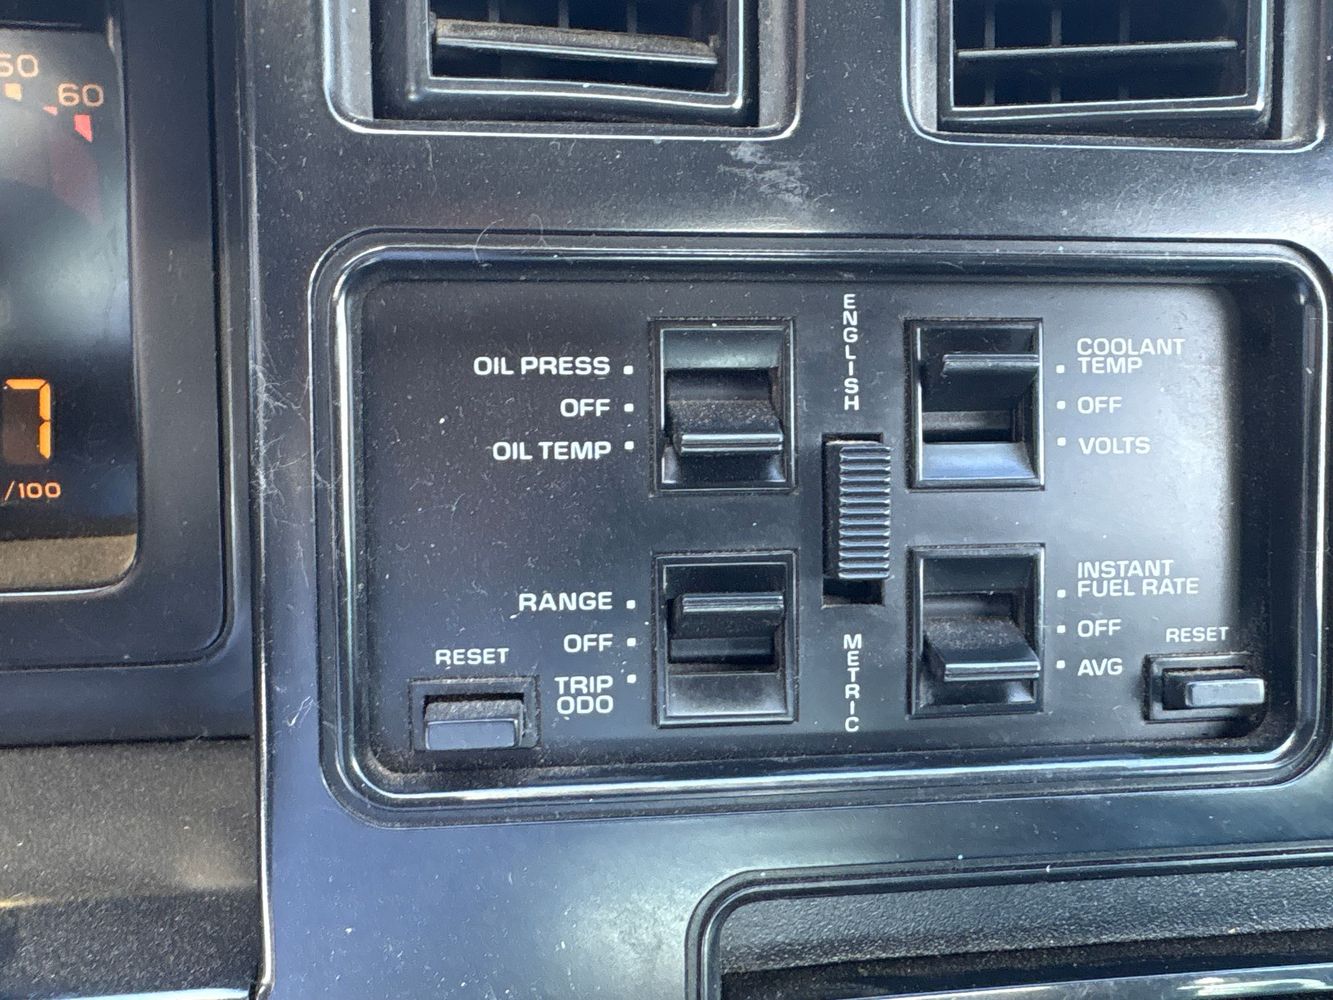 60
7
/100
OIL PRESS
OFF
OIL TEMP
ENGLISH
COOLANT
TEMP
OFF
VOLTS
RANGE
OFF
TRIP
ODO
RESET
METRIC
INSTANT
FUEL RATE
OFF
AVG
RESET